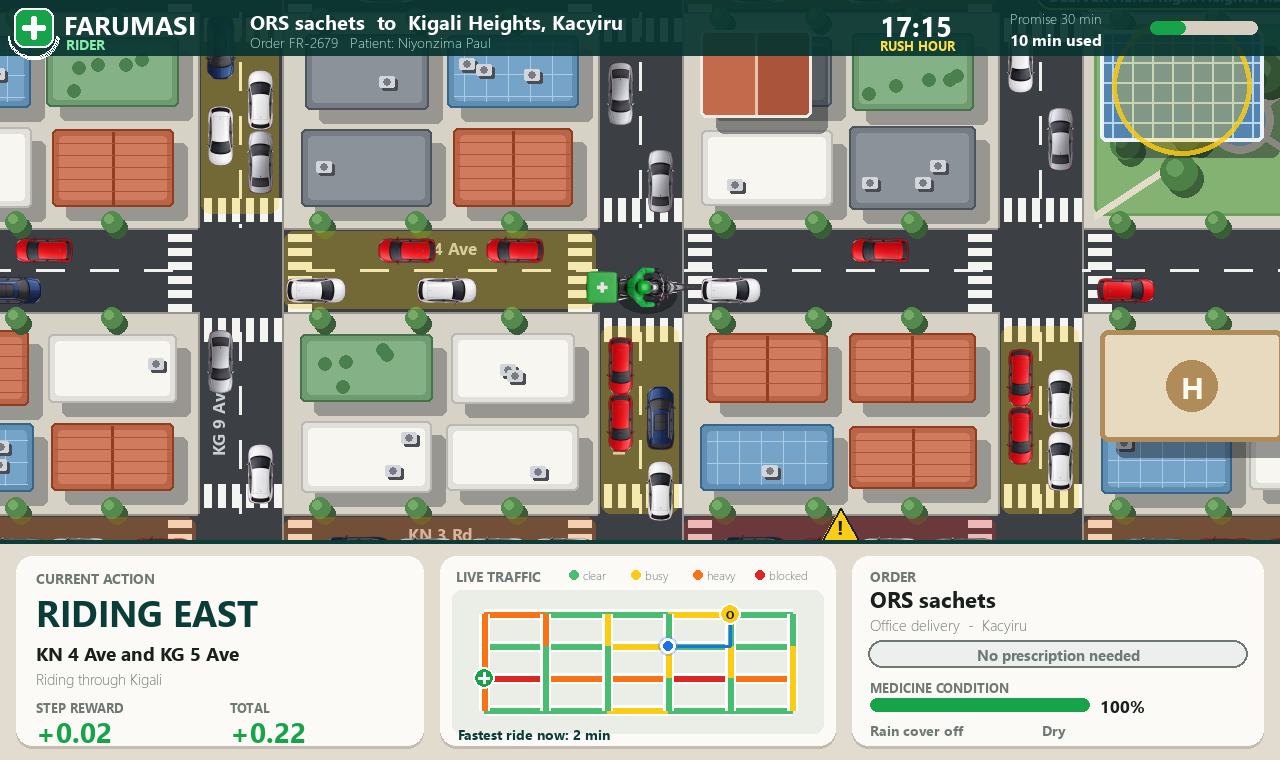 FARUMASI
RIDER
ORS sachets to Kigali Heights, Kacyiru
Order FR-2679 Patient: Niyonzima Paul
17:15
RUSH HOUR
Promise 30 min
10 min used
4 Ave
KG 9 Ave
H
KN 3 Rd
!
CURRENT ACTION
RIDING EAST
KN 4 Ave and KG 5 Ave
Riding through Kigali
STEP REWARD
+0.02
TOTAL
+0.22
LIVE TRAFFIC
clear
busy
heavy
blocked
O
Fastest ride now: 2 min
ORDER
ORS sachets
Office delivery - Kacyiru
No prescription needed
MEDICINE CONDITION
100%
Rain cover off
Dry